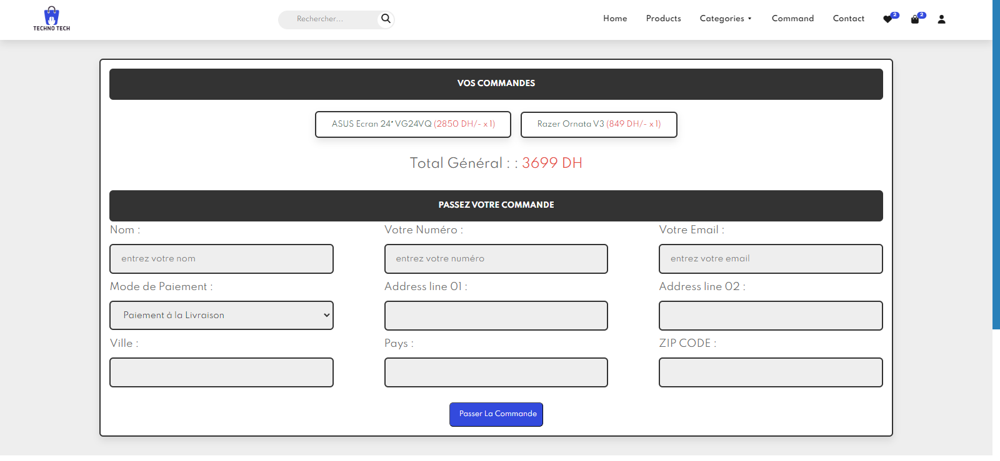 TECHNO TECH
Rechercher...
Home Products Categories Command Contact 2 2
VOS COMMANDES
ASUS Ecran 24" VG24VQ (2850 DH/- x 1) Razer Ornata V3 (849 DH/- x 1)
Total Général : : 3699 DH
PASSEZ VOTRE COMMANDE
Nom : Votre Numéro : Votre Email :
entrez votre nom entrez votre numéro entrez votre email
Mode de Paiement : Address line 01 : Address line 02 :
Paiement à la Livraison
Ville : Pays : ZIP CODE :
Passer La Commande